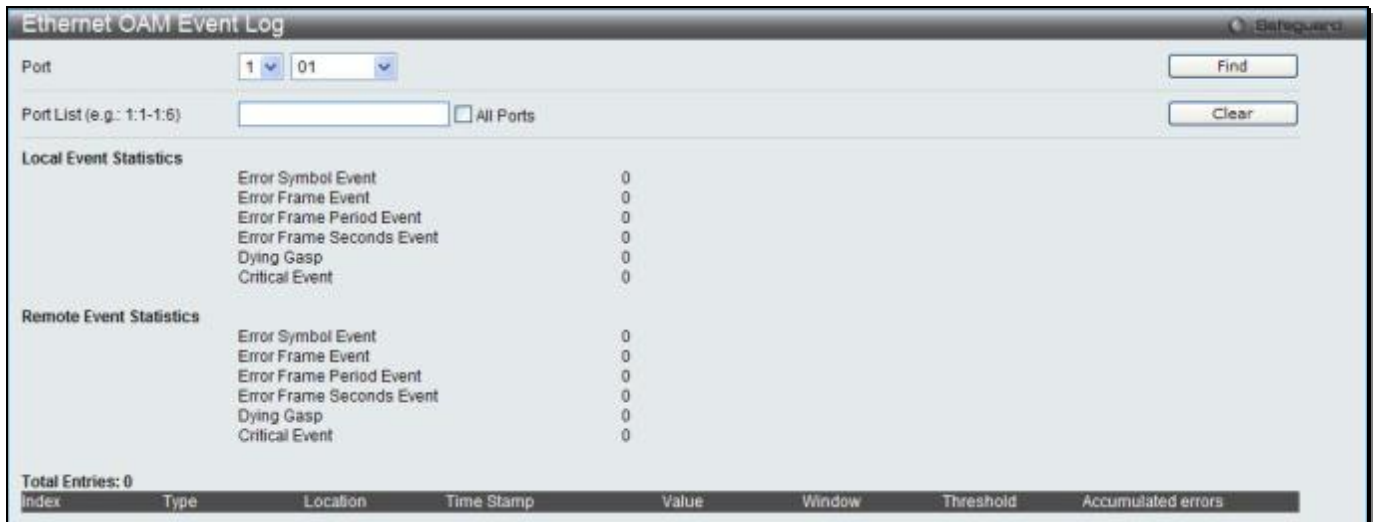 Ethernet OAM Event Log Safeguard
Port 1 01 Find
Port List (e.g.: 1:1-1:6) All Ports Clear
Local Event Statistics
Error Symbol Event 0
Error Frame Event 0
Error Frame Period Event 0
Error Frame Seconds Event 0
Dying Gasp 0
Critical Event 0
Remote Event Statistics
Error Symbol Event 0
Error Frame Event 0
Error Frame Period Event 0
Error Frame Seconds Event 0
Dying Gasp 0
Critical Event 0
Total Entries: 0
Index Type Location Time Stamp Value Window Threshold Accumulated errors